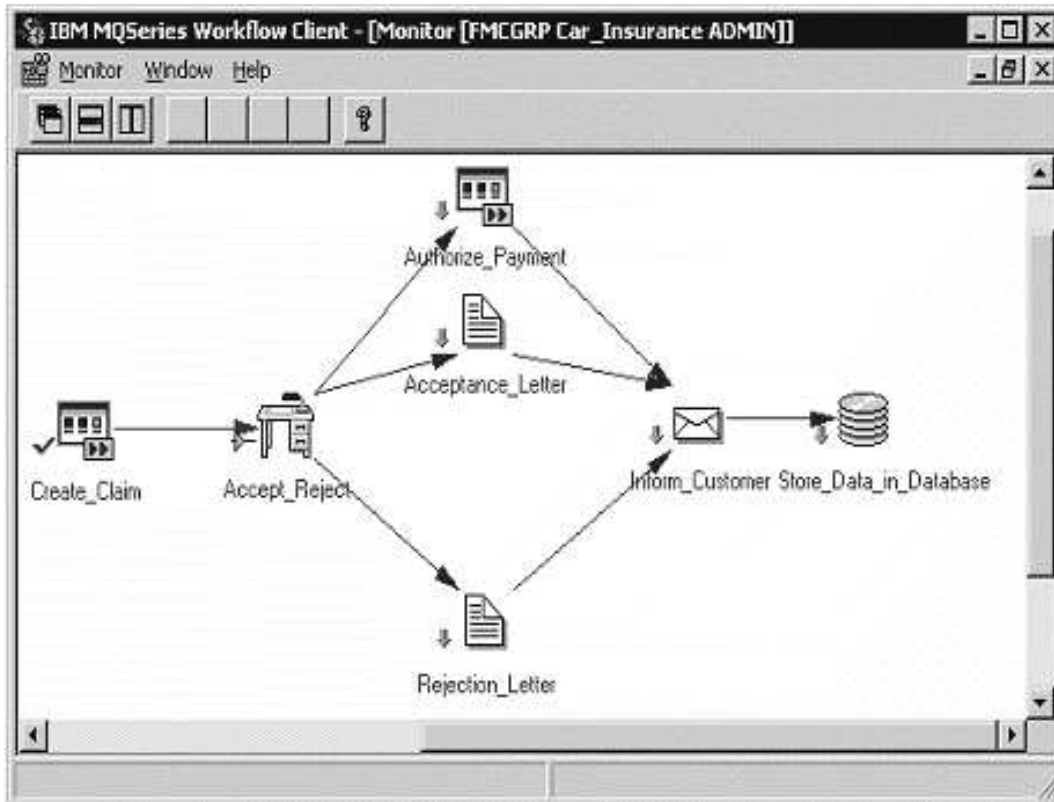 IBM MQSeries Workflow Client - [Monitor [FMCGRP Car_Insurance ADMIN]]
Monitor Window Help
Authorize_Payment
Acceptance_Letter
Create_Claim
Accept_Reject
Inform_Customer
Store_Data_in_Database
Rejection_Letter